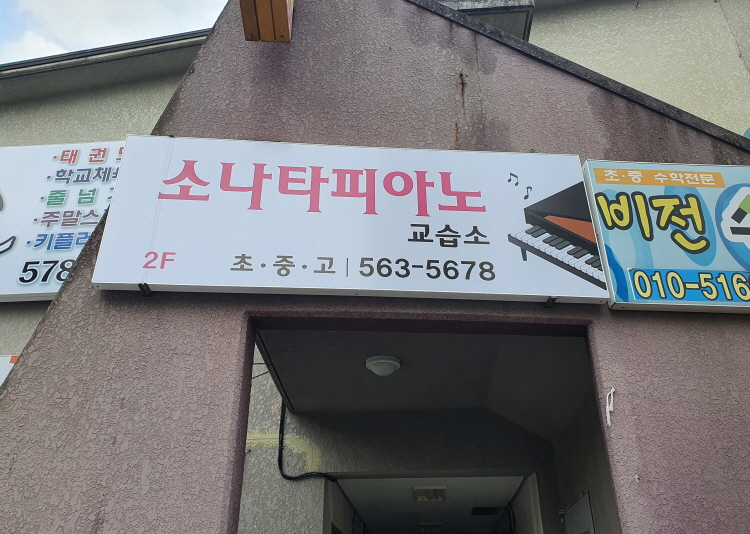 ·태권도
·학교체육
·줄넘기
·주말스
·키플러
578
소나타피아노
교습소
2F 초·중·고 | 563-5678
초·중 수학전문
비전
010-516